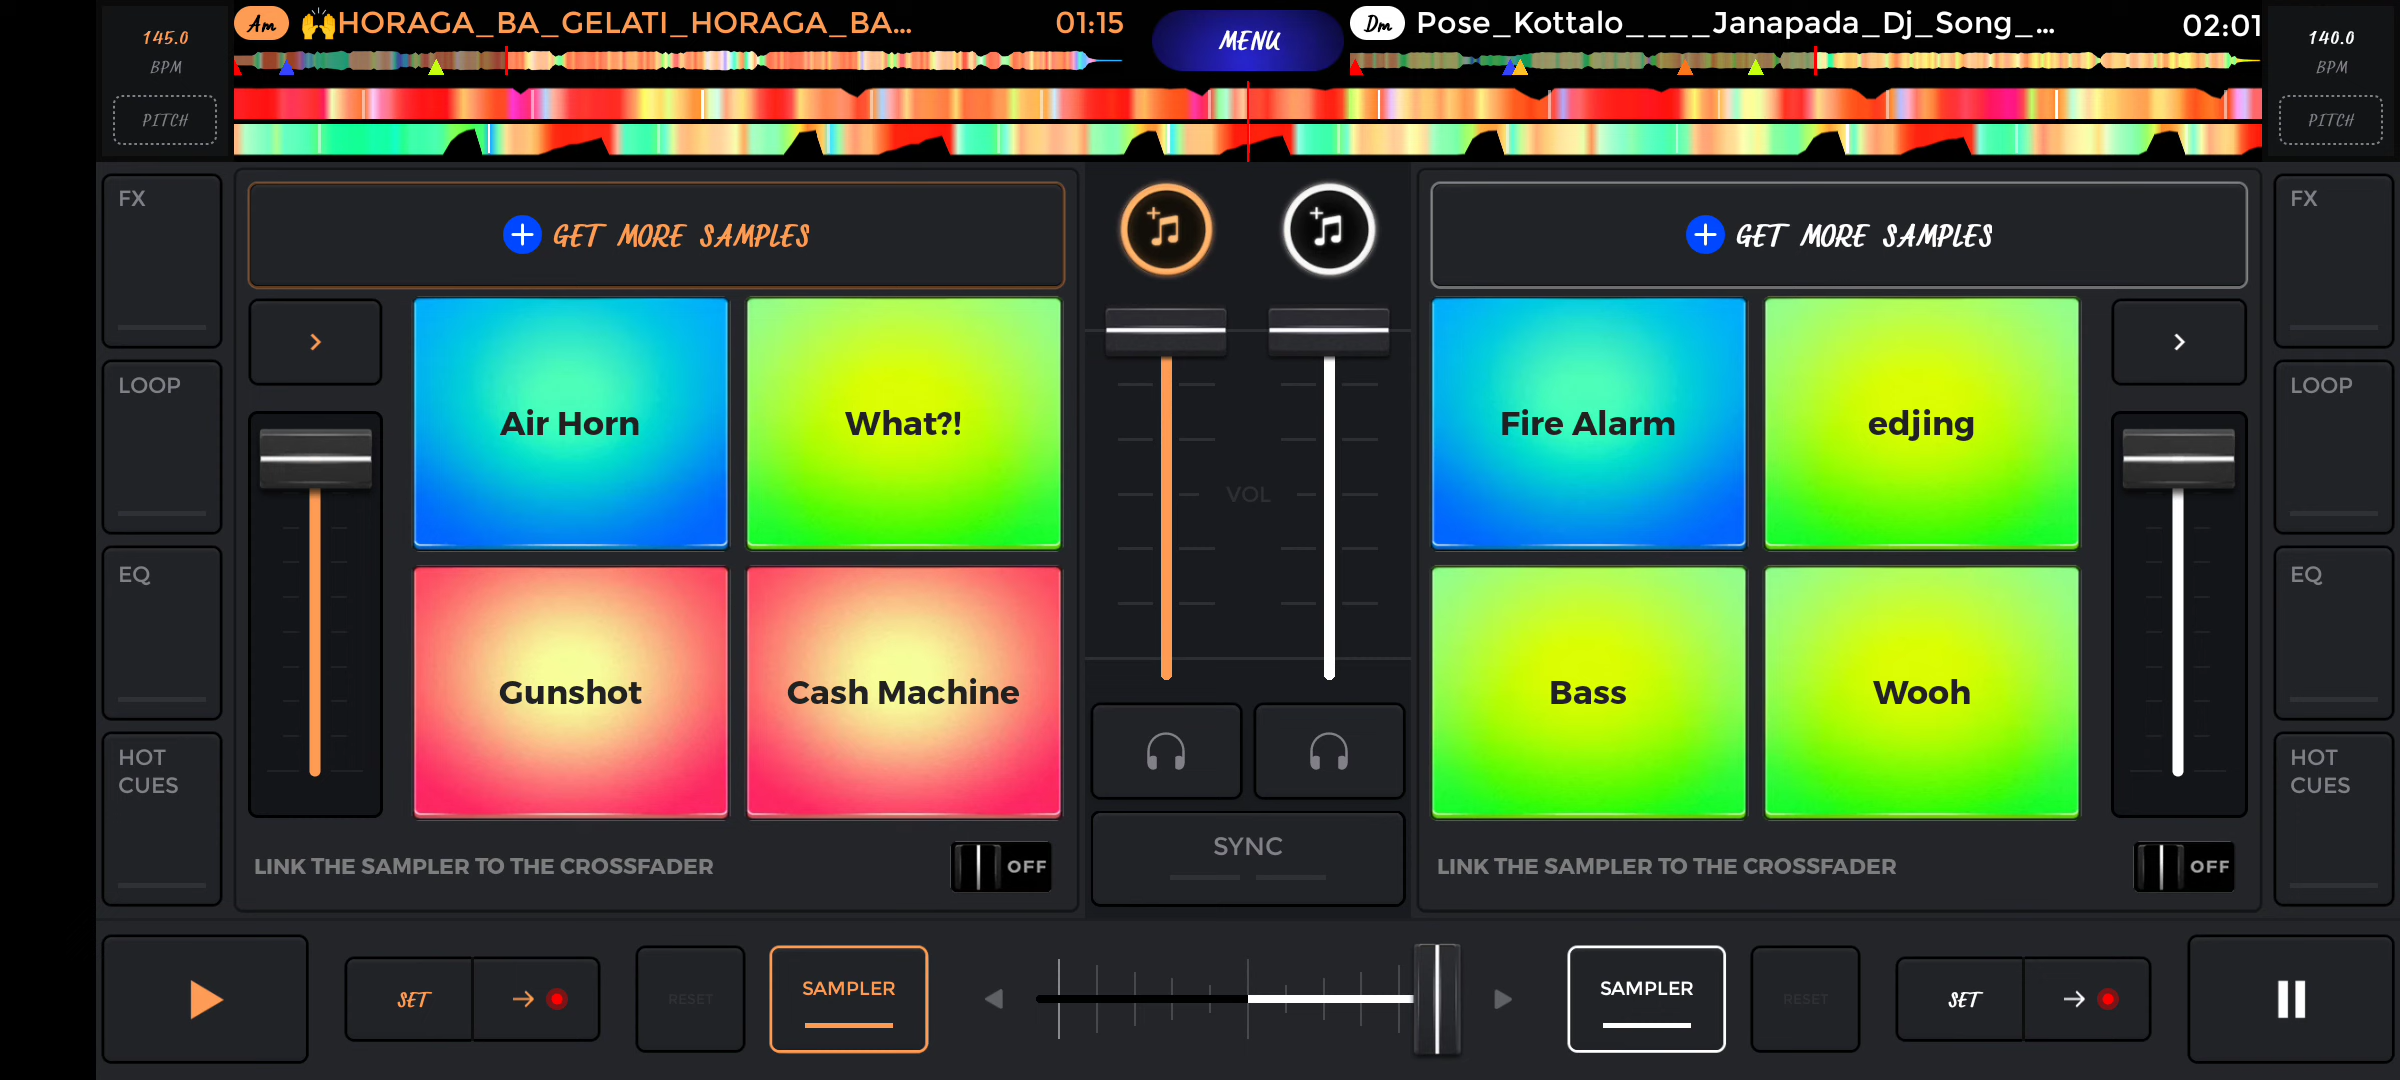 145.0
BPM
PITCH
Am 🙌HORAGA_BA_GELATI_HORAGA_BA... 01:15
MENU
Dm Pose_Kottalo____Janapada_Dj_Song_... 02:01
140.0
BPM
PITCH
FX
LOOP
EQ
HOT
CUES
GET MORE SAMPLES
Air Horn
What?!
Gunshot
Cash Machine
LINK THE SAMPLER TO THE CROSSFADER OFF
VOL
SYNC
GET MORE SAMPLES
Fire Alarm
edjing
Bass
Wooh
LINK THE SAMPLER TO THE CROSSFADER OFF
FX
LOOP
EQ
HOT
CUES
SET
RESET
SAMPLER
SAMPLER
RESET
SET